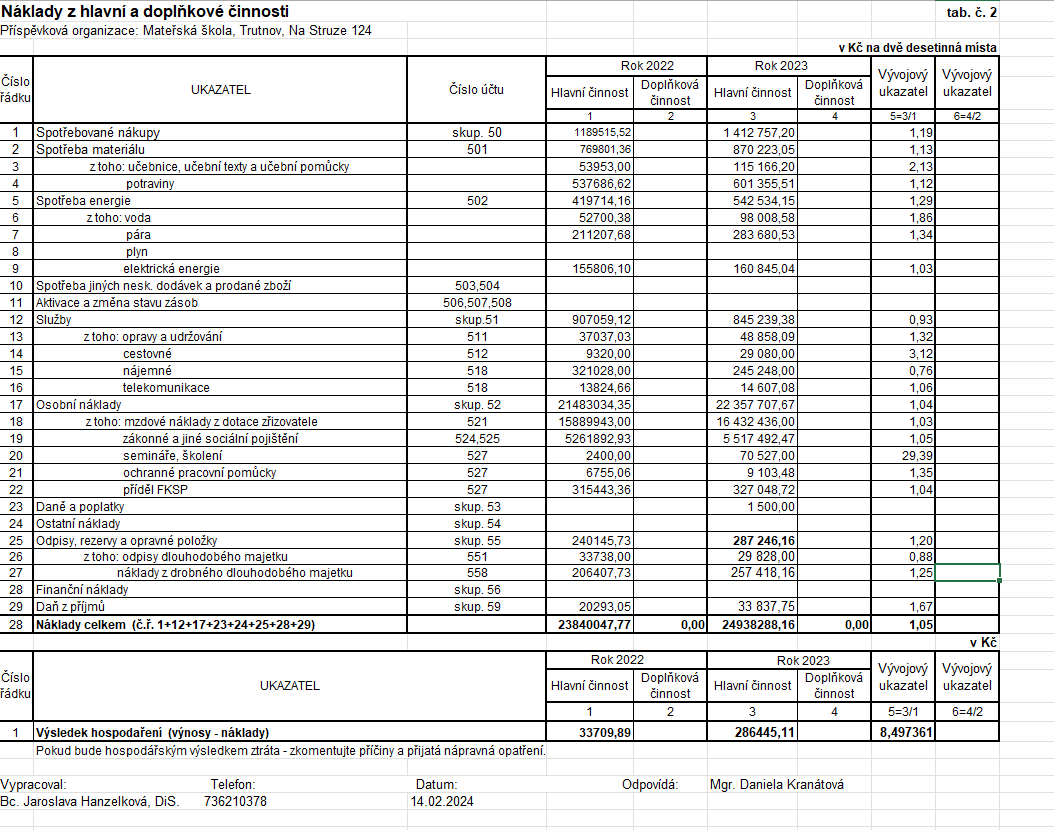 Náklady z hlavní a doplňkové činnosti tab. č. 2
Příspěvková organizace: Mateřská škola, Trutnov, Na Struze 124
v Kč na dvě desetinná místa
Číslo řádku UKAZATEL Číslo účtu Rok 2022 Rok 2023 Vývojový ukazatel Vývojový ukazatel
Hlavní činnost Doplňková činnost Hlavní činnost Doplňková činnost
1 2 3 4 5=3/1 6=4/2
1 Spotřebované nákupy skup. 50 1189515,52 1 412 757,20 1,19
2 Spotřeba materiálu 501 769801,36 870 223,05 1,13
3 z toho: učebnice, učební texty a učební pomůcky 53953,00 115 166,20 2,13
4 potraviny 537686,62 601 355,51 1,12
5 Spotřeba energie 502 419714,16 542 534,15 1,29
6 z toho: voda 52700,38 98 008,58 1,86
7 pára 211207,68 283 680,53 1,34
8 plyn
9 elektrická energie 155806,10 160 845,04 1,03
10 Spotřeba jiných nesk. dodávek a prodané zboží 503,504
11 Aktivace a změna stavu zásob 506,507,508
12 Služby skup.51 907059,12 845 239,38 0,93
13 z toho: opravy a udržování 511 37037,03 48 858,09 1,32
14 cestovné 512 9320,00 29 080,00 3,12
15 nájemné 518 321028,00 245 248,00 0,76
16 telekomunikace 518 13824,66 14 607,08 1,06
17 Osobní náklady skup. 52 21483034,35 22 357 707,67 1,04
18 z toho: mzdové náklady z dotace zřizovatele 521 15889943,00 16 432 436,00 1,03
19 zákonné a jiné sociální pojištění 524,525 5261892,93 5 517 492,47 1,05
20 semináře, školení 527 2400,00 70 527,00 29,39
21 ochranné pracovní pomůcky 527 6755,06 9 103,48 1,35
22 příděl FKSP 527 315443,36 327 048,72 1,04
23 Daně a poplatky skup. 53 1 500,00
24 Ostatní náklady skup. 54
25 Odpisy, rezervy a opravné položky skup. 55 240145,73 287 246,16 1,20
26 z toho: odpisy dlouhodobého majetku 551 33738,00 29 828,00 0,88
27 náklady z drobného dlouhodobého majetku 558 206407,73 257 418,16 1,25
28 Finanční náklady skup. 56
29 Daň z příjmů skup. 59 20293,05 33 837,75 1,67
28 Náklady celkem (č.ř. 1+12+17+23+24+25+28+29) 23840047,77 0,00 24938288,16 0,00 1,05
v Kč
Číslo řádku UKAZATEL Rok 2022 Rok 2023 Vývojový ukazatel Vývojový ukazatel
Hlavní činnost Doplňková činnost Hlavní činnost Doplňková činnost
1 2 3 4 5=3/1 6=4/2
1 Výsledek hospodaření (výnosy - náklady) 33709,89 286445,11 8,497361
Pokud bude hospodářským výsledkem ztráta - zkomentujte příčiny a přijatá nápravná opatření.
Vypracoval: Telefon: Datum: Odpovídá: Mgr. Daniela Kranátová
Bc. Jaroslava Hanzelková, DiS. 736210378 14.02.2024